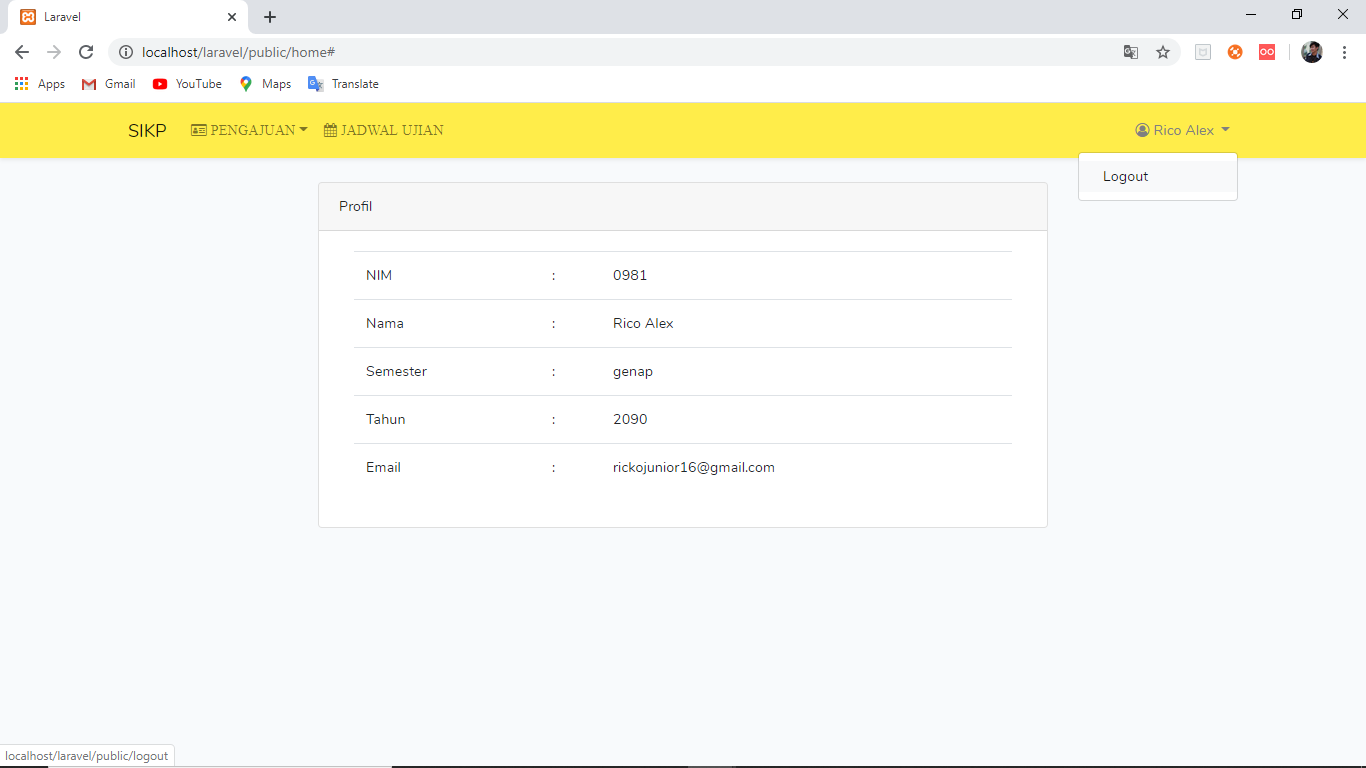 Laravel
localhost/laravel/public/home#
Apps Gmail YouTube Maps Translate
SIKP PENGAJUAN JADWAL UJIAN Rico Alex
Logout
Profil
NIM : 0981
Nama : Rico Alex
Semester : genap
Tahun : 2090
Email : rickojunior16@gmail.com
localhost/laravel/public/logout